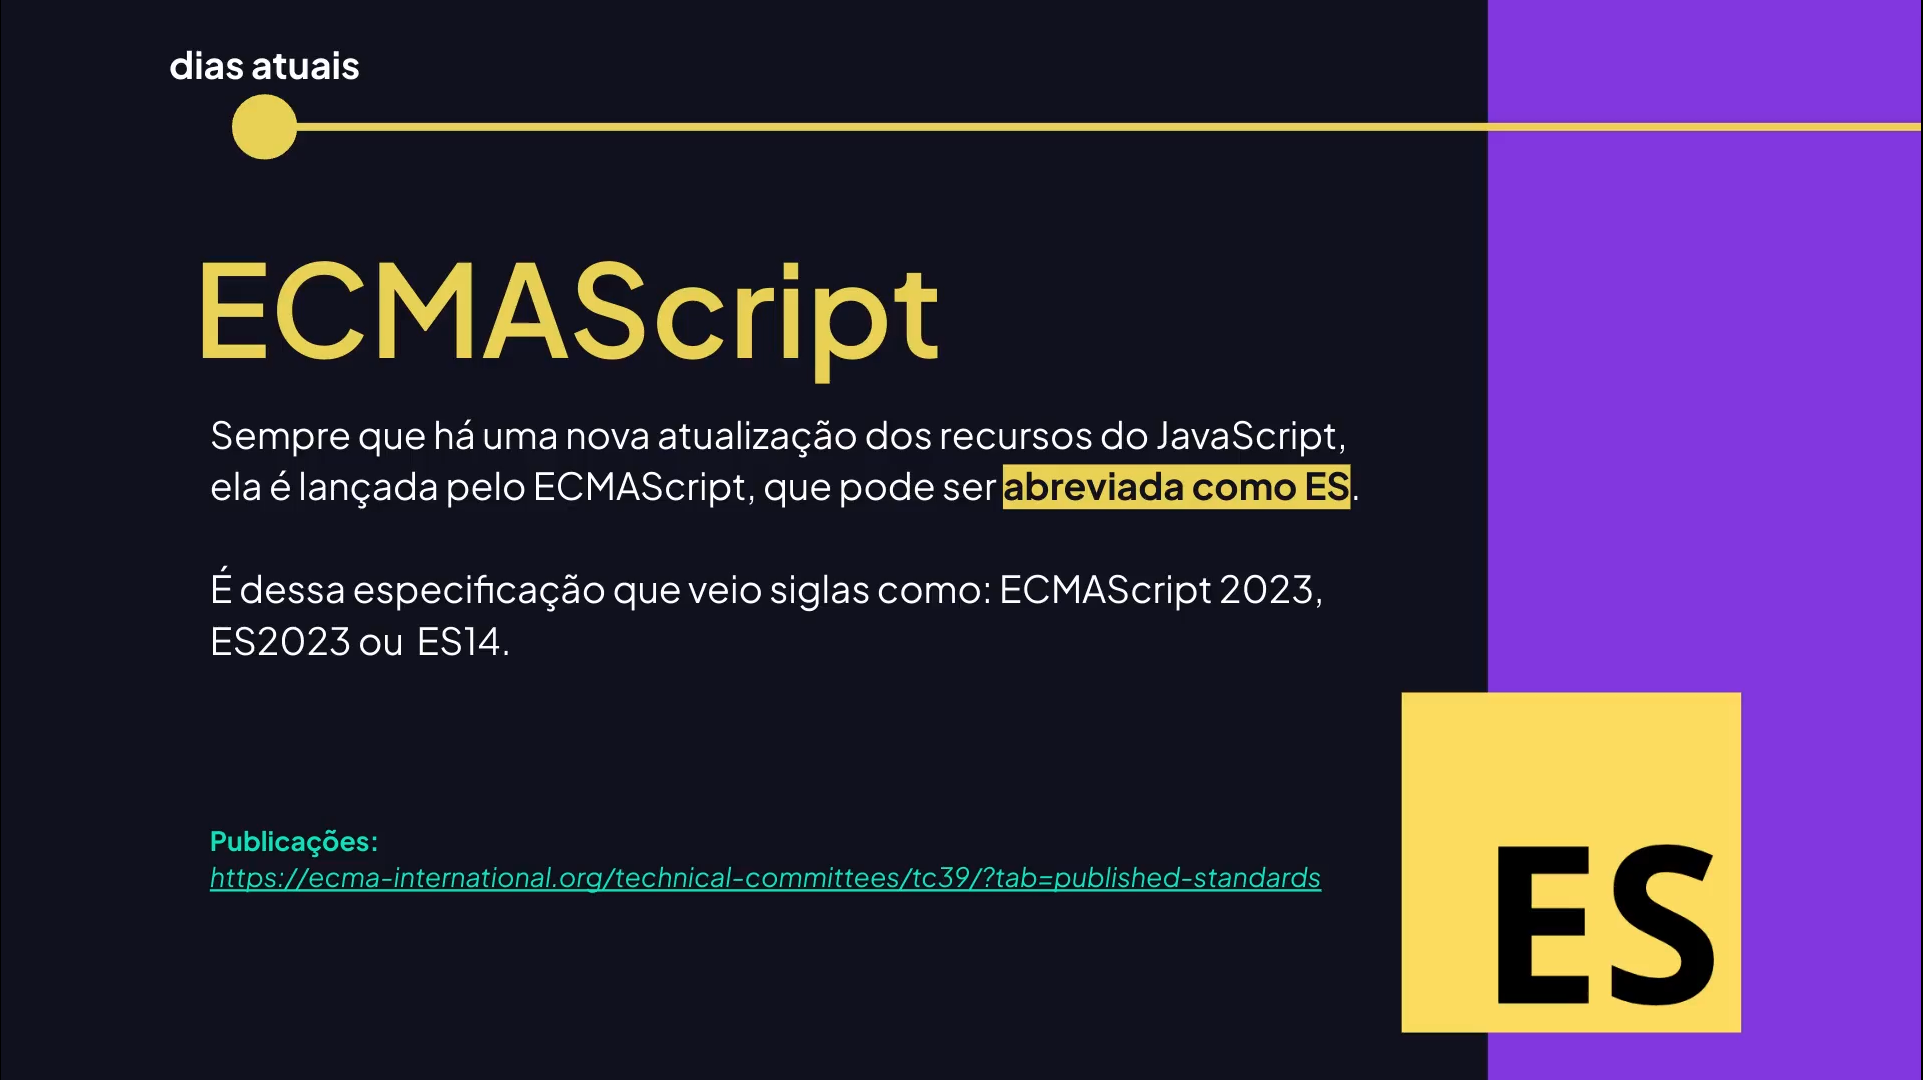 dias atuais
ECMAScript
Sempre que há uma nova atualização dos recursos do JavaScript,
ela é lançada pelo ECMAScript, que pode ser abreviada como ES.
É dessa especificação que veio siglas como: ECMAScript 2023,
ES2023 ou  ES14.
Publicações:
https://ecma-international.org/technical-committees/tc39/?tab=published-standards
ES